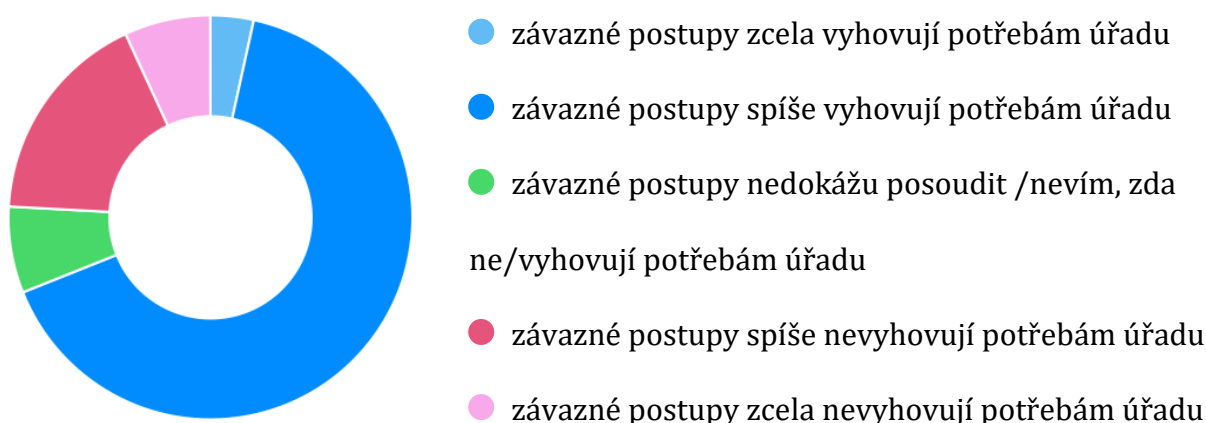 závazné postupy zcela vyhovují potřebám úřadu
závazné postupy spíše vyhovují potřebám úřadu
závazné postupy nedokážu posoudit /nevím, zda
ne/vyhovují potřebám úřadu
závazné postupy spíše nevyhovují potřebám úřadu
závazné postupy zcela nevyhovují potřebám úřadu